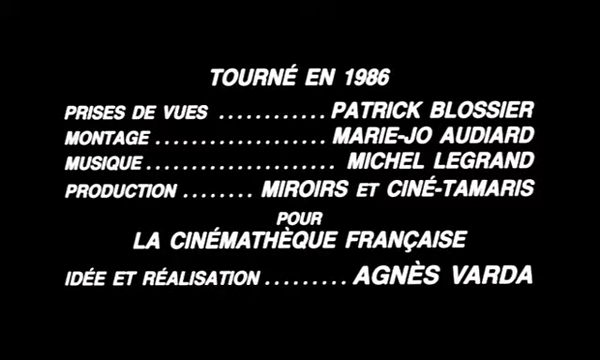 TOURNÉ EN 1986
PRISES DE VUES ............ PATRICK BLOSSIER
MONTAGE .................... MARIE-JO AUDIARD
MUSIQUE...................... MICHEL LEGRAND
PRODUCTION ........ MIROIRS ET CINÉ-TAMARIS
POUR
LA CINÉMATHÈQUE FRANÇAISE
IDÉE ET RÉALISATION ......... AGNÈS VARDA